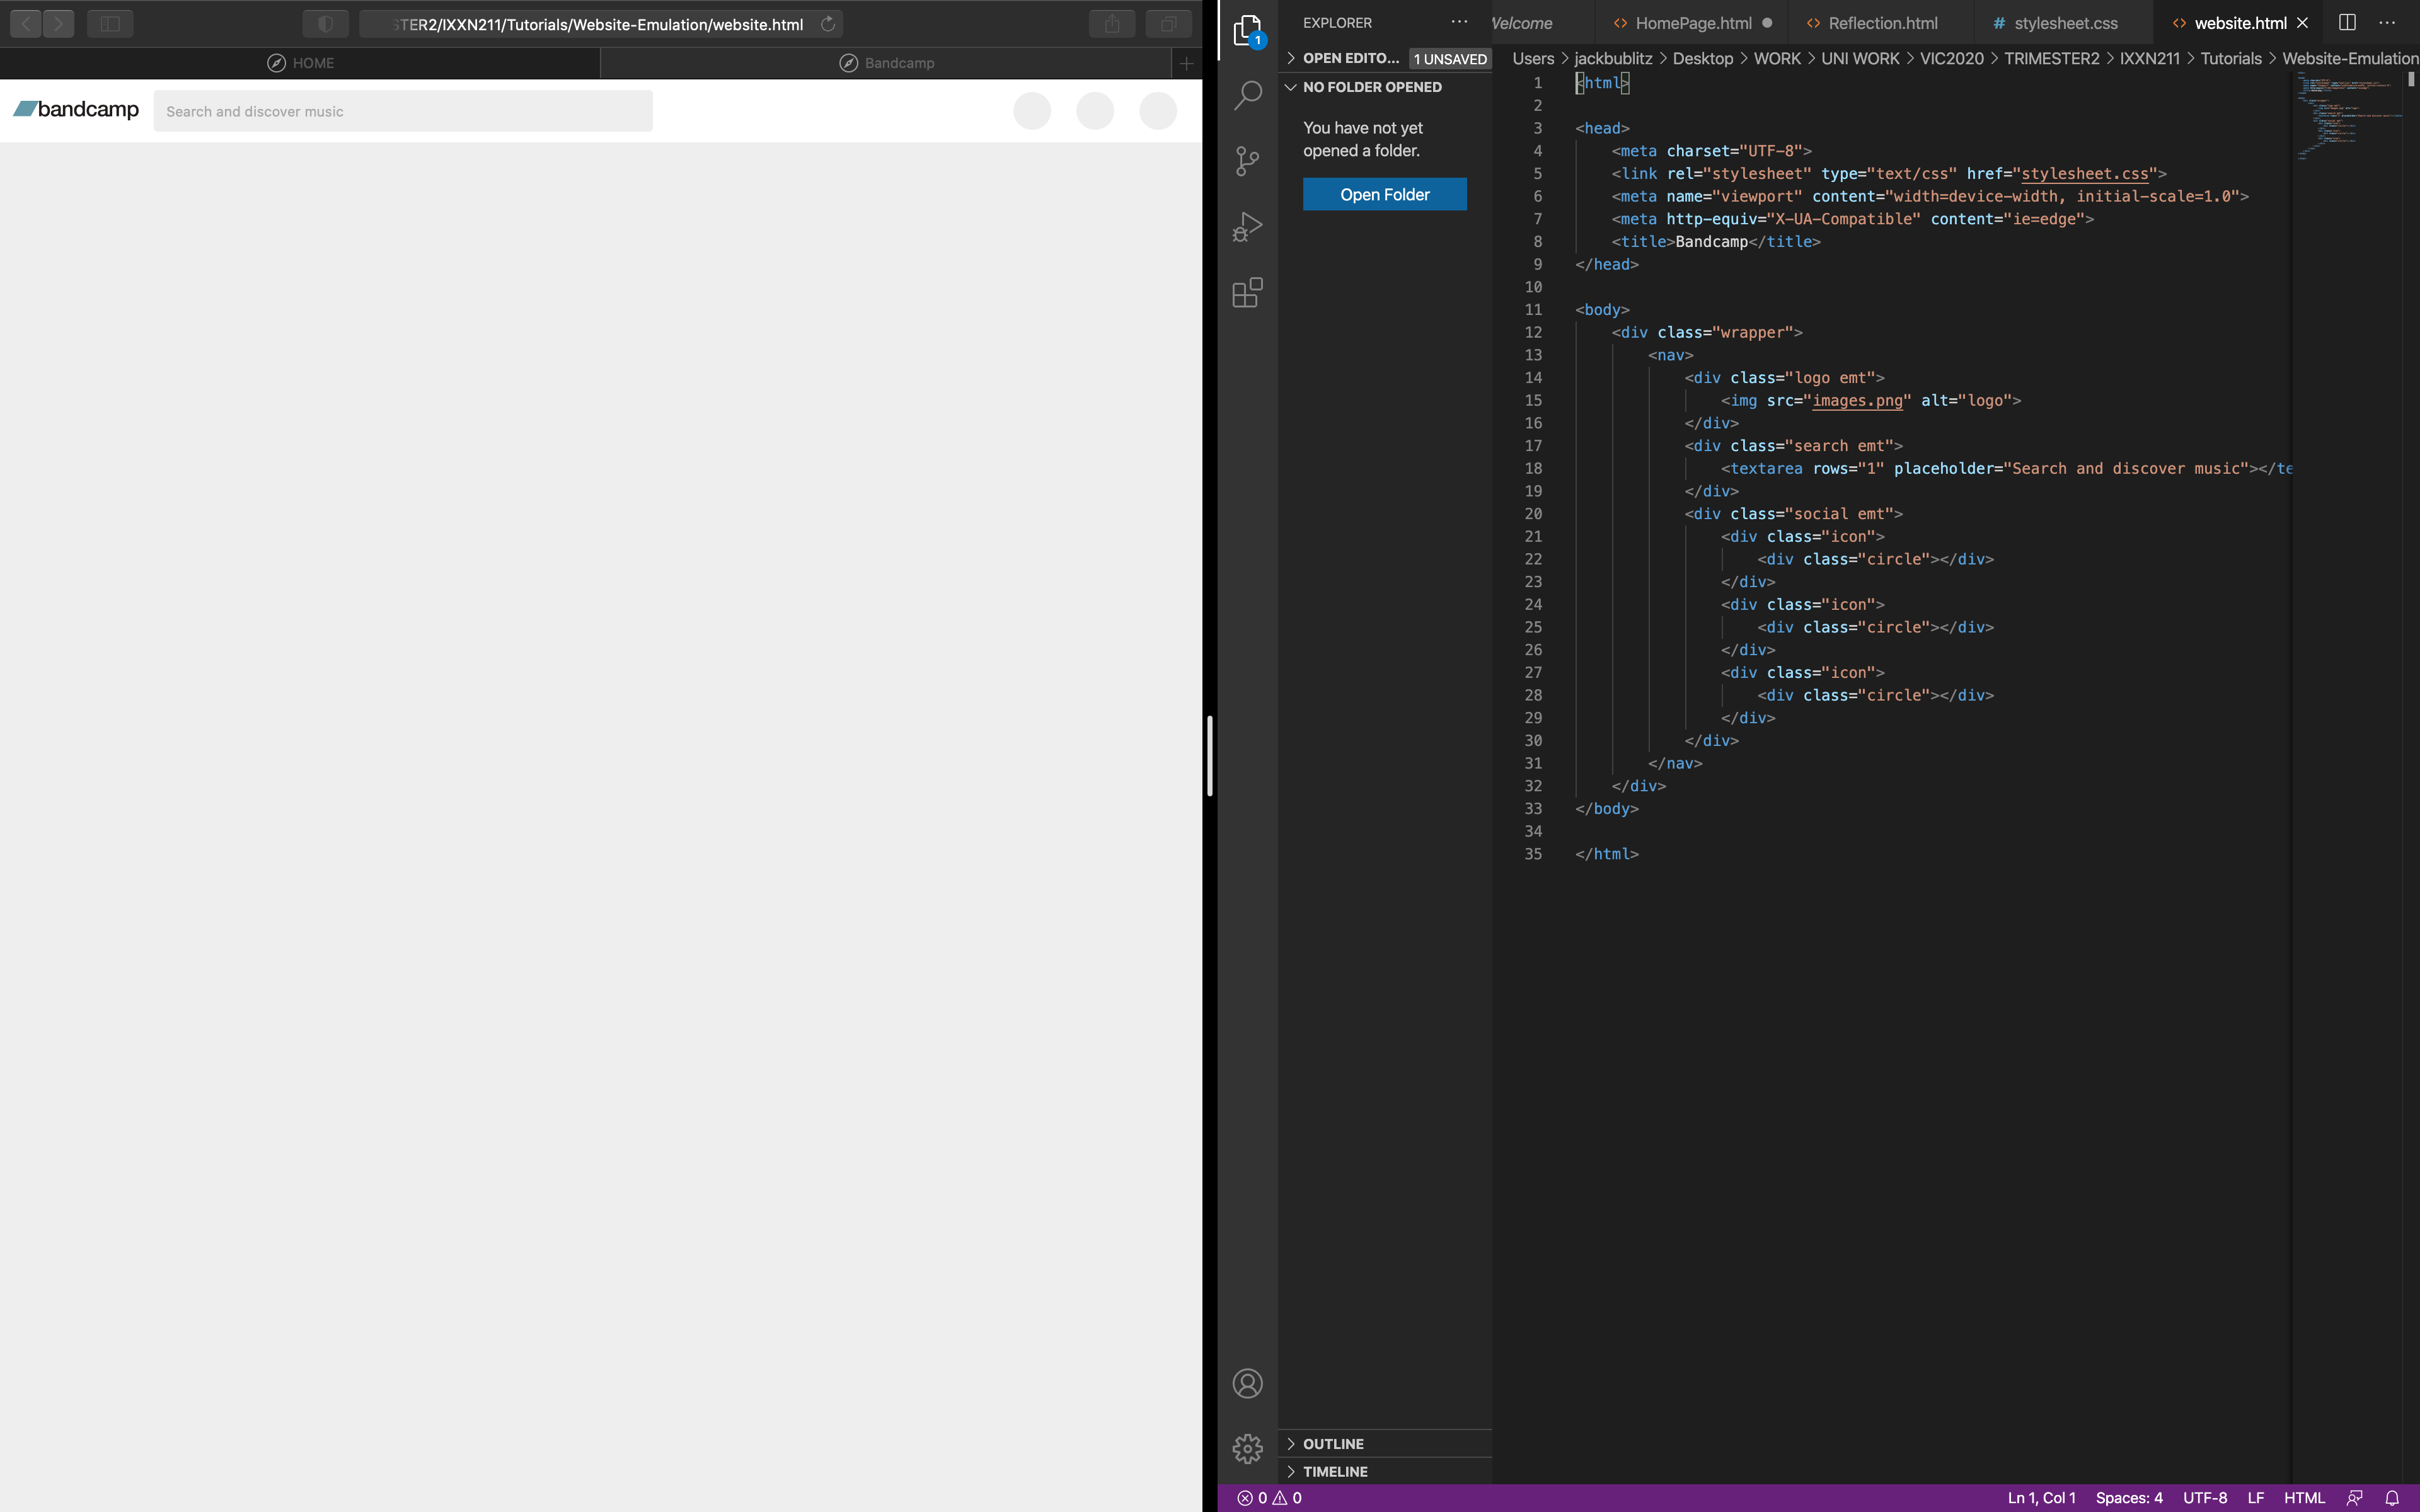 STER2/IXXN211/Tutorials/Website-Emulation/website.html
HOME
Bandcamp
bandcamp
Search and discover music
1
EXPLORER
OPEN EDITO...
1 UNSAVED
NO FOLDER OPENED
You have not yet
opened a folder.
Open Folder
OUTLINE
TIMELINE
Welcome
HomePage.html
Reflection.html
# stylesheet.css
website.html
Users > jackbublitz > Desktop > WORK > UNI WORK > VIC2020 > TRIMESTER2 > IXXN211 > Tutorials > Website-Emulation
1 <html>
2
3 <head>
4 <meta charset="UTF-8">
5 <link rel="stylesheet" type="text/css" href="stylesheet.css">
6 <meta name="viewport" content="width=device-width, initial-scale=1.0">
7 <meta http-equiv="X-UA-Compatible" content="ie=edge">
8 <title>Bandcamp</title>
9 </head>
10
11 <body>
12 <div class="wrapper">
13 <nav>
14 <div class="logo emt">
15 <img src="images.png" alt="logo">
16 </div>
17 <div class="search emt">
18 <textarea rows="1" placeholder="Search and discover music"></te
19 </div>
20 <div class="social emt">
21 <div class="icon">
22 <div class="circle"></div>
23 </div>
24 <div class="icon">
25 <div class="circle"></div>
26 </div>
27 <div class="icon">
28 <div class="circle"></div>
29 </div>
30 </div>
31 </nav>
32 </div>
33 </body>
34
35 </html>
0 0
Ln 1, Col 1 Spaces: 4 UTF-8 LF HTML